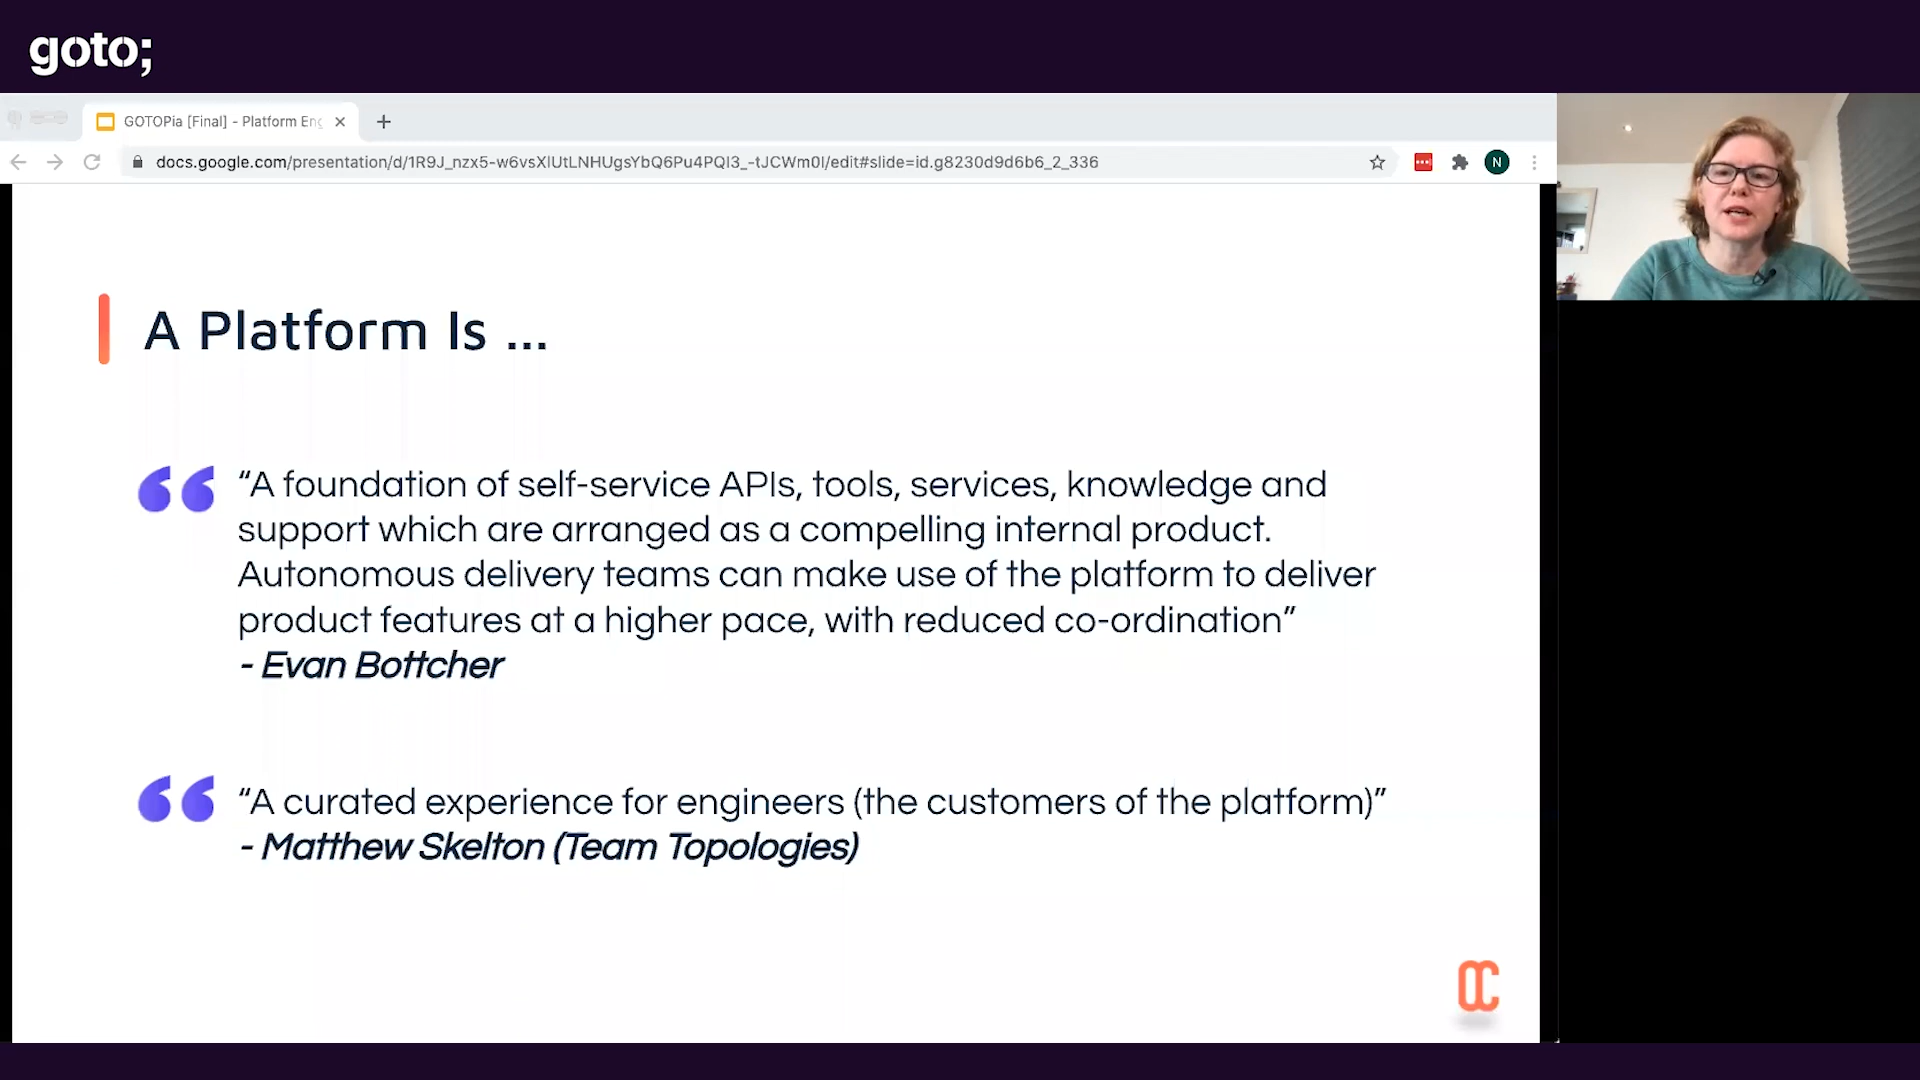 goto;
GOTOPia [Final] - Platform Eng
docs.google.com/presentation/d/1R9J_nzx5-w6vsXlUtLNHUgsYbQ6Pu4PQI3_-tJCWm0I/edit#slide=id.g8230d9d6b6_2_336
N
A Platform Is ...
“A foundation of self-service APIs, tools, services, knowledge and
support which are arranged as a compelling internal product.
Autonomous delivery teams can make use of the platform to deliver
product features at a higher pace, with reduced co-ordination”
- Evan Bottcher
“A curated experience for engineers (the customers of the platform)”
- Matthew Skelton (Team Topologies)